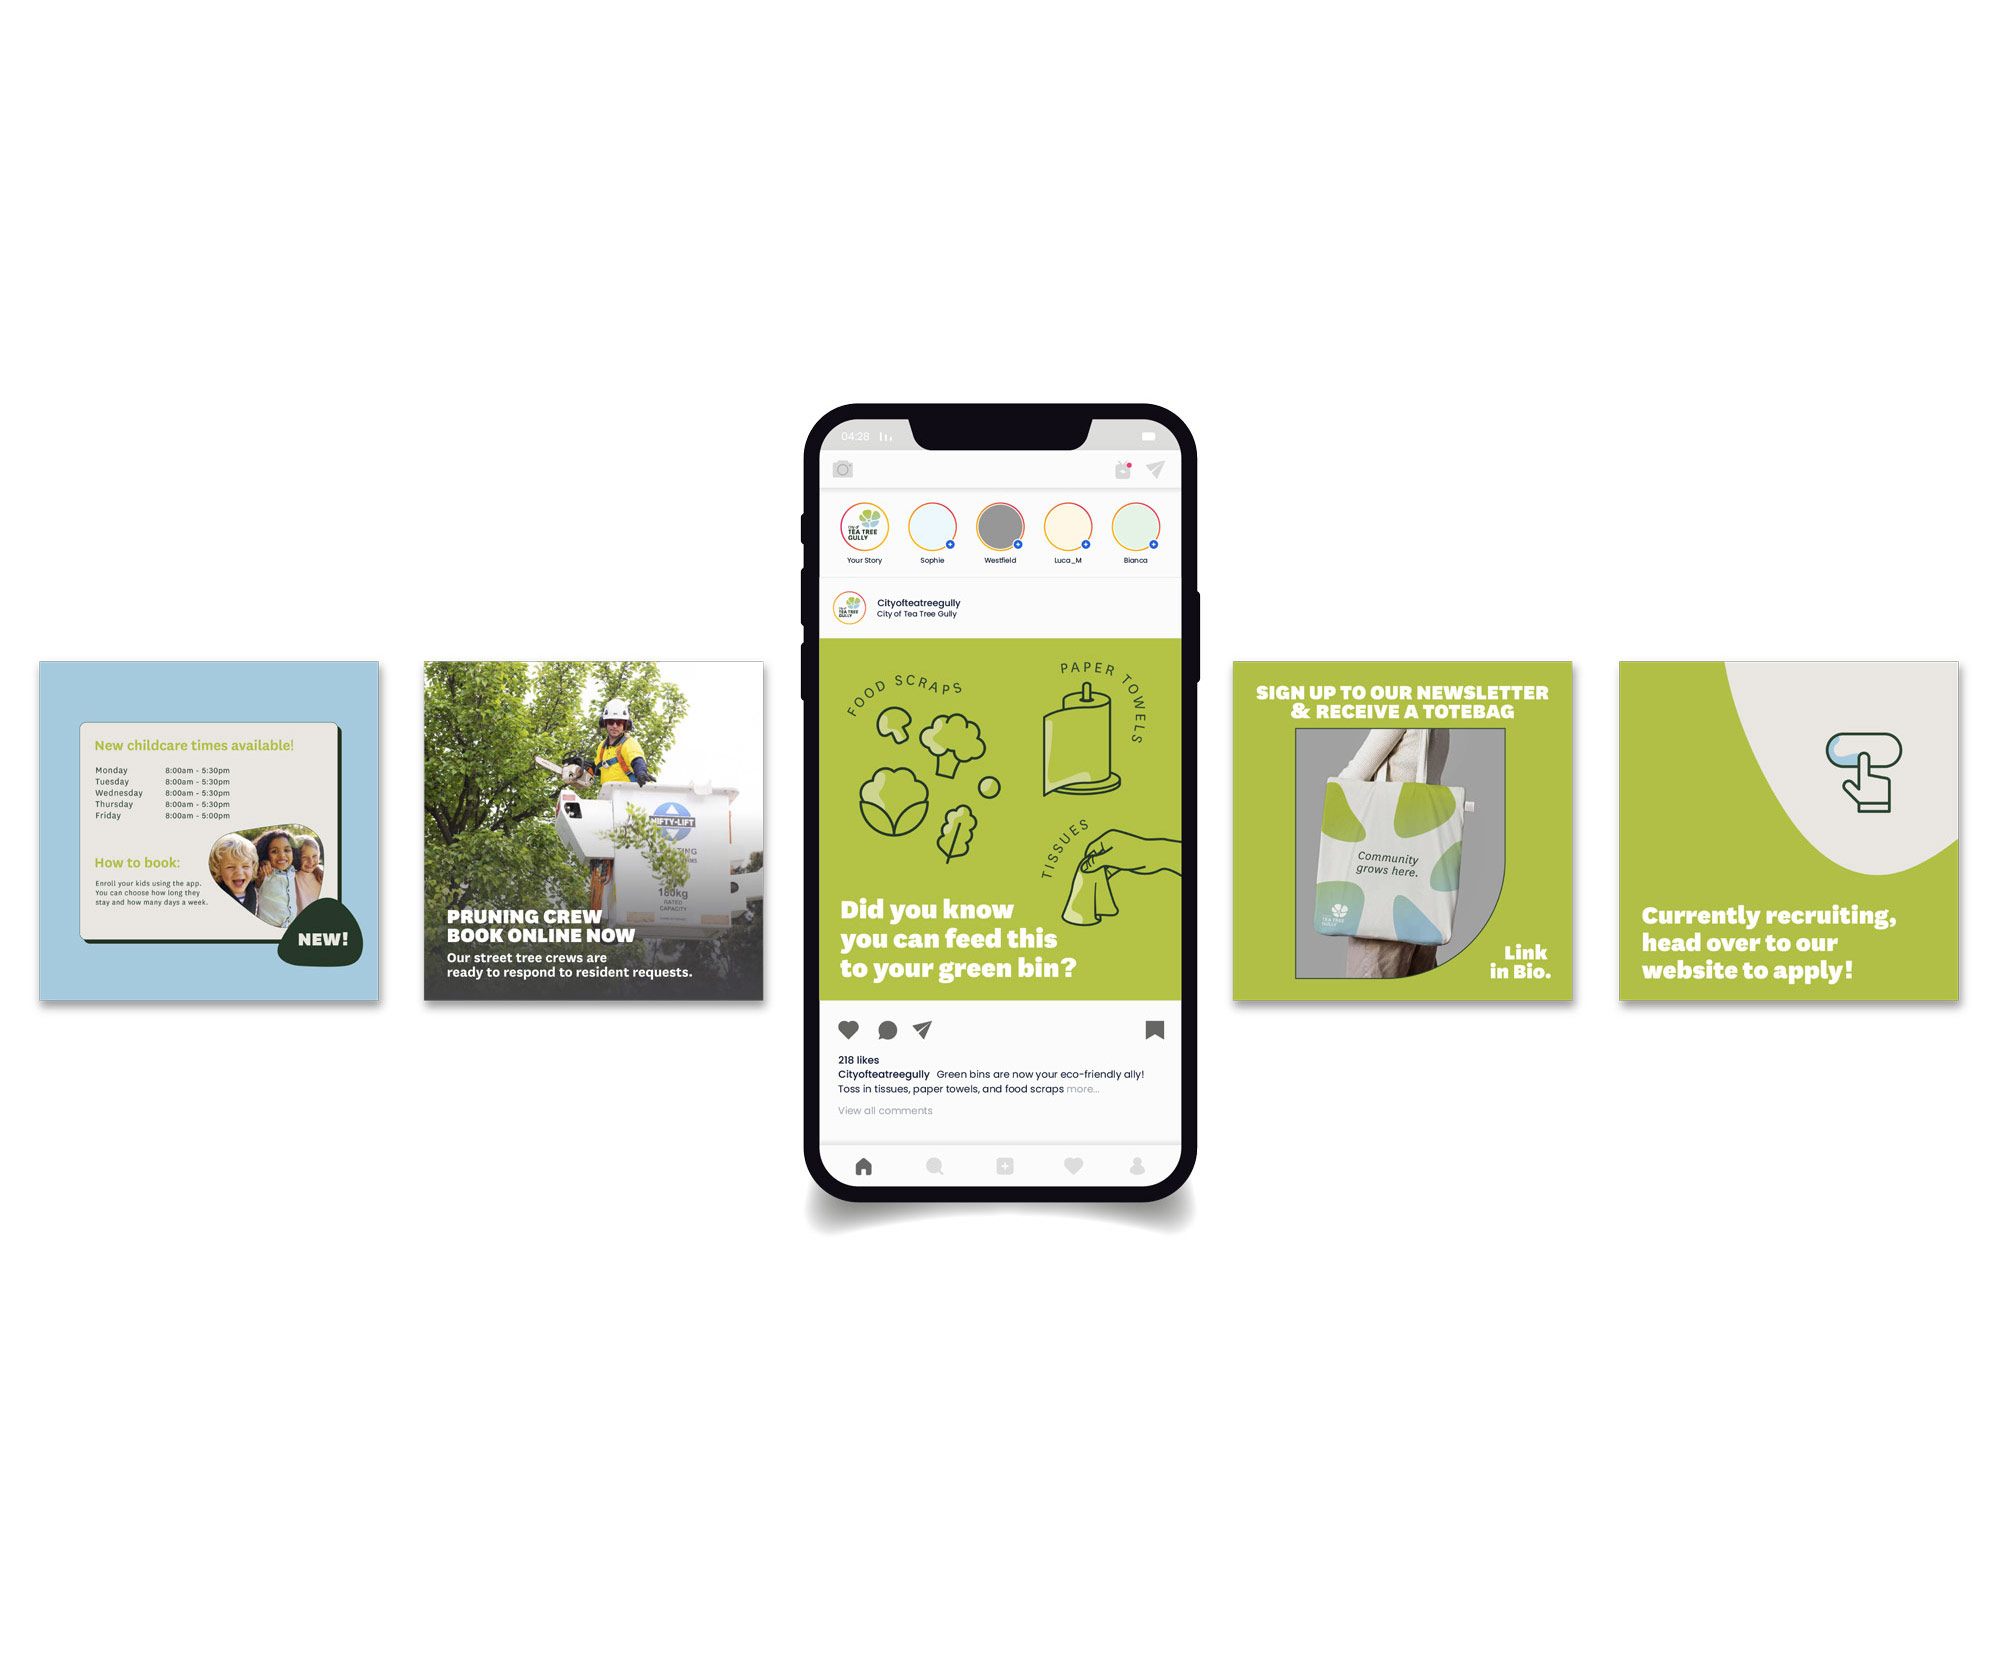 New childcare times available!
Monday 8:00am - 5:30pm
Tuesday 8:00am - 5:30pm
Wednesday 8:00am - 5:30pm
Thursday 8:00am - 5:30pm
Friday 8:00am - 5:00pm
How to book:
Enroll your kids using the app.
You can choose how long they
stay and how many days a week.
NEW!
NIFTY-LIFT
180kg
RATED
CAPACITY
PRUNING CREW
BOOK ONLINE NOW
Our street tree crews are
ready to respond to resident requests.
04:28
City of
TEA TREE
GULLY
Your Story
Sophie
Westfield
Luca_M
Bianca
City of
TEA TREE
GULLY
Cityofteatreegully
City of Tea Tree Gully
FOOD SCRAPS
PAPER TOWELS
TISSUES
Did you know
you can feed this
to your green bin?
218 likes
Cityofteatreegully Green bins are now your eco-friendly ally!
Toss in tissues, paper towels, and food scraps more...
View all comments
SIGN UP TO OUR NEWSLETTER
& RECEIVE A TOTEBAG
Community
grows here.
TEA TREE
GULLY
Link
in Bio.
Currently recruiting,
head over to our
website to apply!